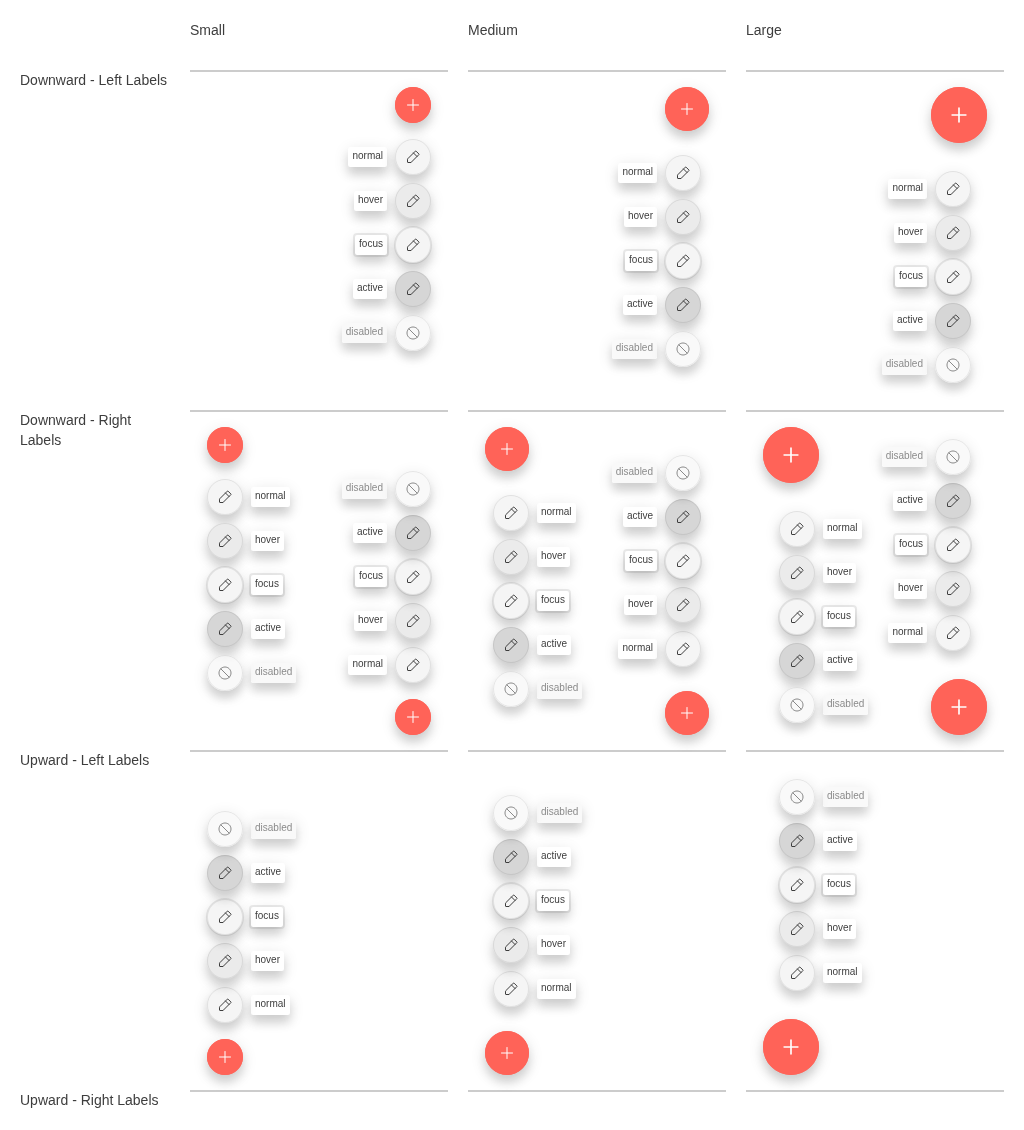 Small
Medium
Large
Downward - Left Labels
normal
hover
focus
active
disabled
normal
hover
focus
active
disabled
normal
hover
focus
active
disabled
Downward - Right
Labels
normal
hover
focus
active
disabled
disabled
active
focus
hover
normal
normal
hover
focus
active
disabled
disabled
active
focus
hover
normal
normal
hover
focus
active
disabled
disabled
active
focus
hover
normal
Upward - Left Labels
disabled
active
focus
hover
normal
disabled
active
focus
hover
normal
disabled
active
focus
hover
normal
Upward - Right Labels